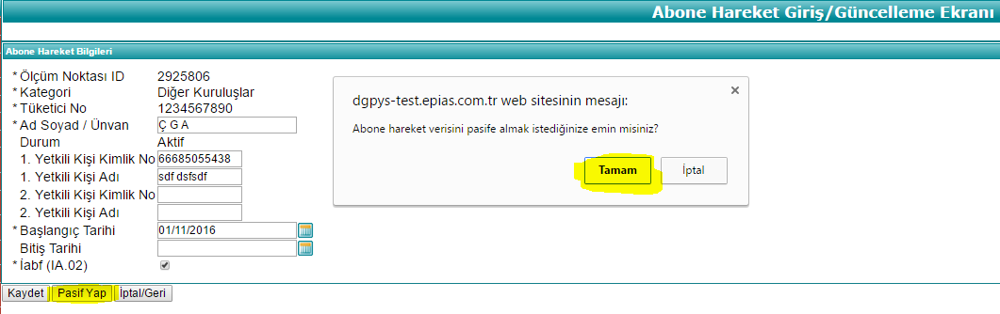 Abone Hareket Giriş/Güncelleme Ekranı
Abone Hareket Bilgileri
* Ölçüm Noktası ID 2925806
* Kategori Diğer Kuruluşlar
* Tüketici No 1234567890
* Ad Soyad / Ünvan Ç G A
Durum Aktif
1. Yetkili Kişi Kimlik No 66685055438
1. Yetkili Kişi Adı sdf dsfsdf
2. Yetkili Kişi Kimlik No
2. Yetkili Kişi Adı
* Başlangıç Tarihi 01/11/2016
Bitiş Tarihi
* İabf (IA.02)
Kaydet Pasif Yap İptal/Geri
dgpys-test.epias.com.tr web sitesinin mesajı:
Abone hareket verisini pasife almak istediğinize emin misiniz?
Tamam İptal